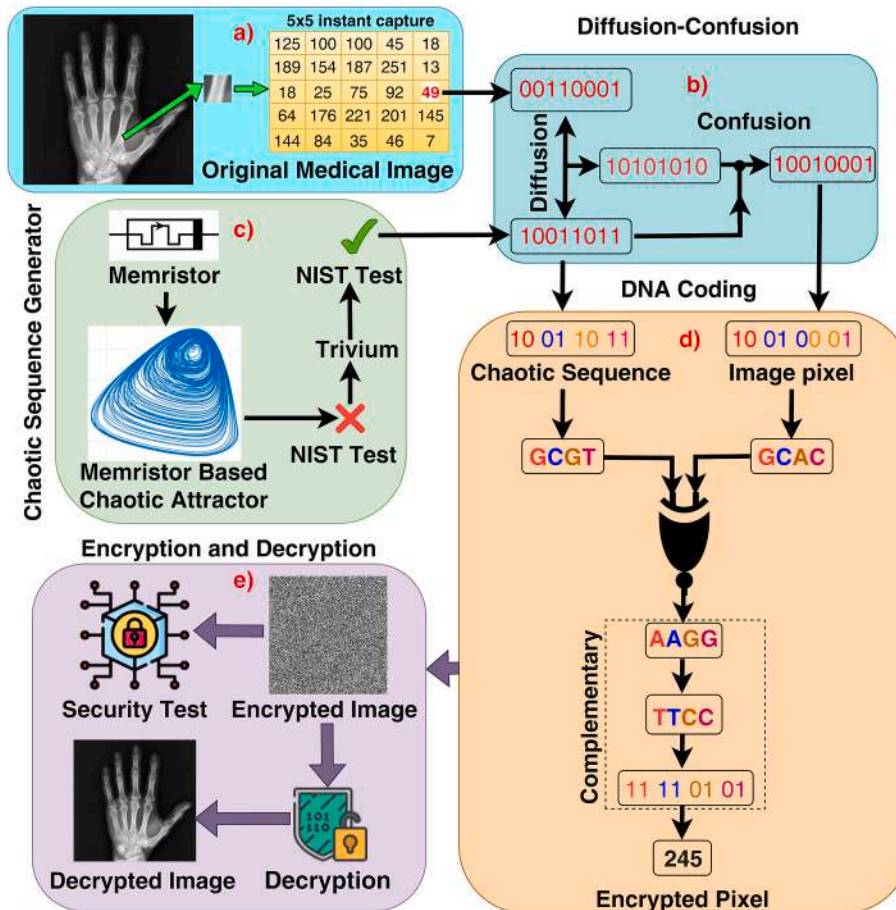 a)
5x5 instant capture
125 100 100 45 18
189 154 187 251 13
18 25 75 92 49
64 176 221 201 145
144 84 35 46 7
Original Medical Image
Diffusion-Confusion
b)
00110001
Diffusion
Confusion
10101010
10010001
10011011
Chaotic Sequence Generator
c)
Memristor
NIST Test
Trivium
NIST Test
Memristor Based
Chaotic Attractor
DNA Coding
d)
10 01 10 11
10 01 00 01
Chaotic Sequence
Image pixel
GCGT
GCAC
Complementary
AAGG
TTCC
11 11 01 01
245
Encrypted Pixel
Encryption and Decryption
e)
Security Test
Encrypted Image
101
110
Decrypted Image
Decryption